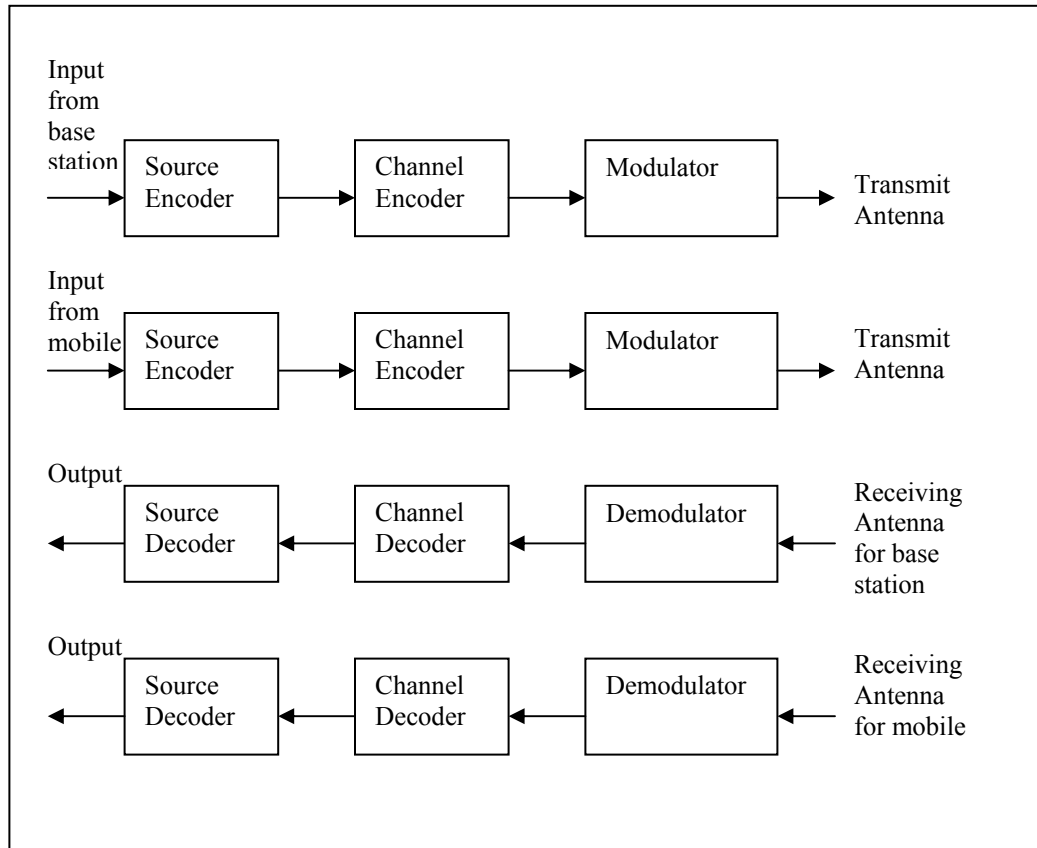 Input
from
base
station
Source
Encoder
Channel
Encoder
Modulator
Transmit
Antenna
Input
from
mobile
Source
Encoder
Channel
Encoder
Modulator
Transmit
Antenna
Output
Source
Decoder
Channel
Decoder
Demodulator
Receiving
Antenna
for base
station
Output
Source
Decoder
Channel
Decoder
Demodulator
Receiving
Antenna
for mobile